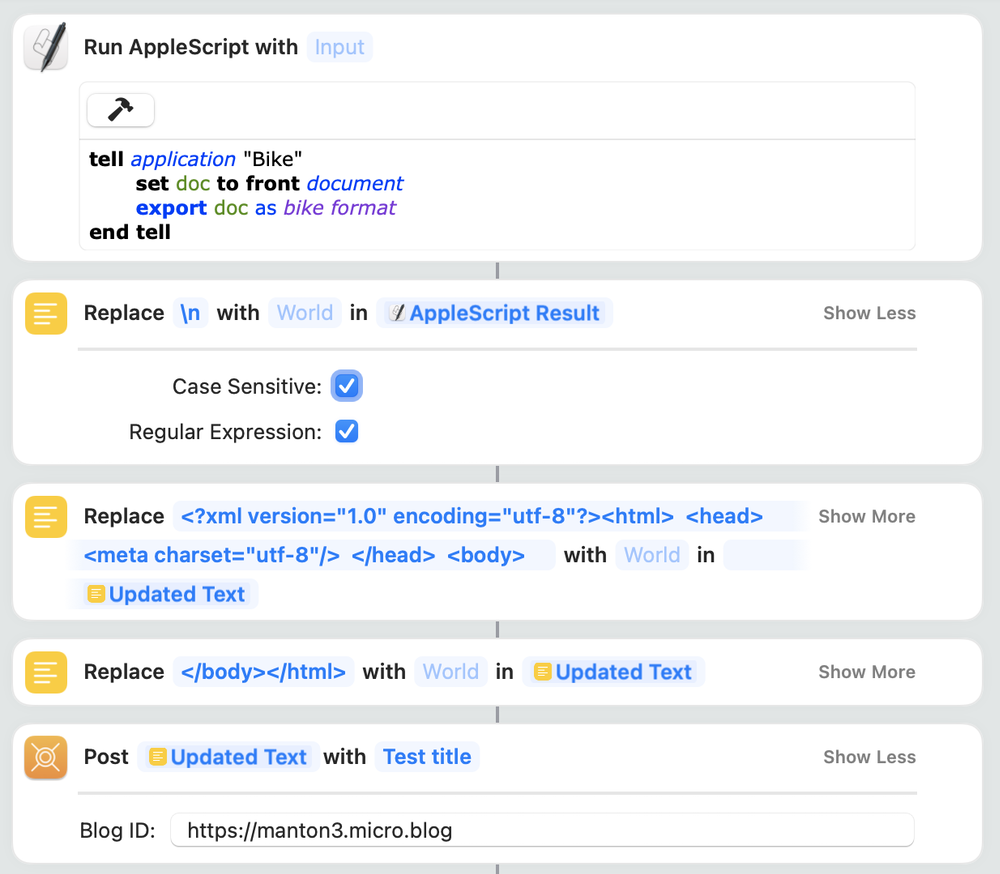 Run AppleScript with Input
tell application "Bike"
set doc to front document
export doc as bike format
end tell
Replace \n with World in AppleScript Result Show Less
Case Sensitive:
Regular Expression:
Replace <?xml version="1.0" encoding="utf-8"?><html> <head> Show More
<meta charset="utf-8"/> </head> <body> with World in
Updated Text
Replace </body></html> with World in Updated Text Show More
Post Updated Text with Test title Show Less
Blog ID: https://manton3.micro.blog